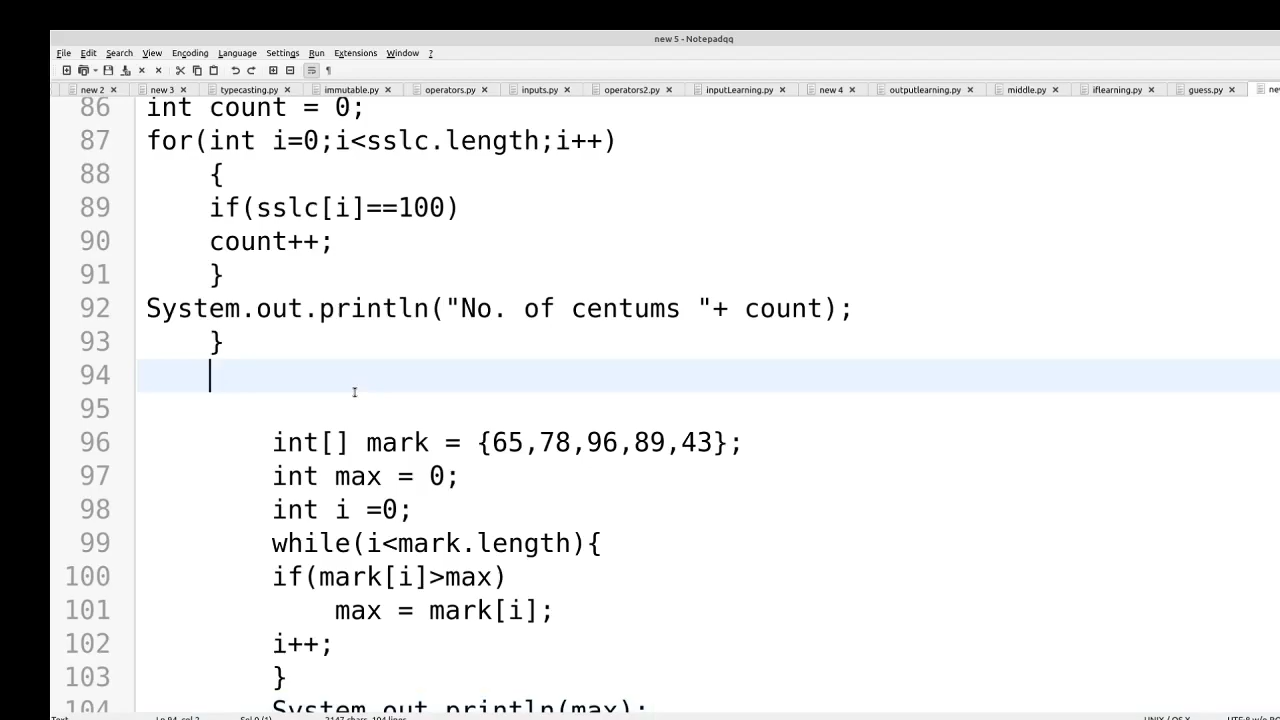 new 5 - Notepadqq
File Edit Search View Encoding Language Settings Run Extensions Window ?
new 2 new 3 typecasting.py immutable.py operators.py inputs.py operators2.py inputLearning.py new 4 outputlearning.py middle.py iflearning.py guess.py
86 int count = 0;
87 for(int i=0;i<sslc.length;i++)
88 {
89 if(sslc[i]==100)
90 count++;
91 }
92 System.out.println("No. of centums "+ count);
93 }
94
95
96 int[] mark = {65,78,96,89,43};
97 int max = 0;
98 int i =0;
99 while(i<mark.length){
100 if(mark[i]>max)
101 max = mark[i];
102 i++;
103 }
104 System.out.println(max);